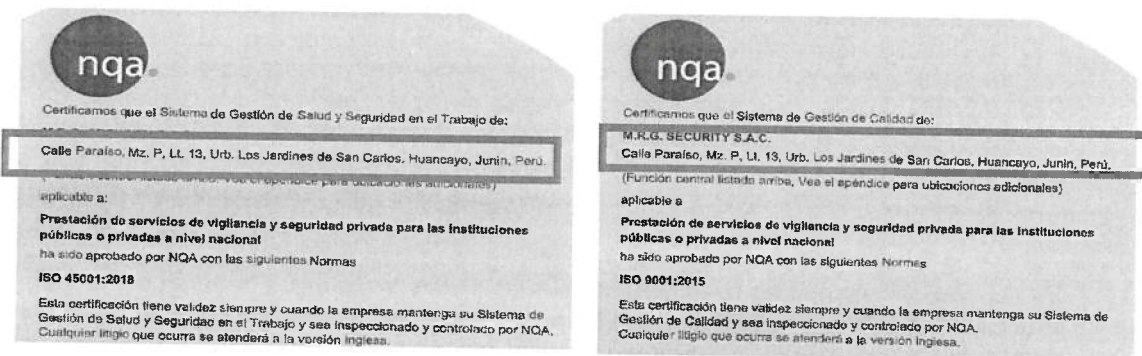 nqa.
Certificamos que el Sistema de Gestión de Salud y Seguridad en el Trabajo de:
Calle Paraíso, Mz. P, Lt. 13, Urb. Los Jardines de San Carlos, Huancayo, Junin, Perú.
aplicable a:
Prestación de servicios de vigilancia y seguridad privada para las instituciones
públicas o privadas a nivel nacional
ha sido aprobado por NQA con las siguientes Normas
ISO 45001:2018
Esta certificación tiene validez siempre y cuando la empresa mantenga su Sistema de
Gestión de Salud y Seguridad en el Trabajo y sea inspeccionado y controlado por NQA.
Cualquier litigio que ocurra se atenderá a la versión inglesa.
nqa.
Certificamos que el Sistema de Gestión de Calidad de:
M.R.G. SECURITY S.A.C.
Calle Paraíso, Mz. P, Lt. 13, Urb. Los Jardines de San Carlos, Huancayo, Junin, Perú.
(Función central listada arriba, Vea el apéndice para ubicaciones adicionales)
aplicable a
Prestación de servicios de vigilancia y seguridad privada para las instituciones
públicas o privadas a nivel nacional
ha sido aprobado por NQA con las siguientes Normas
ISO 9001:2015
Esta certificación tiene validez siempre y cuando la empresa mantenga su Sistema de
Gestión de Calidad y sea inspeccionado y controlado por NQA.
Cualquier litigio que ocurra se atenderá a la versión inglesa.